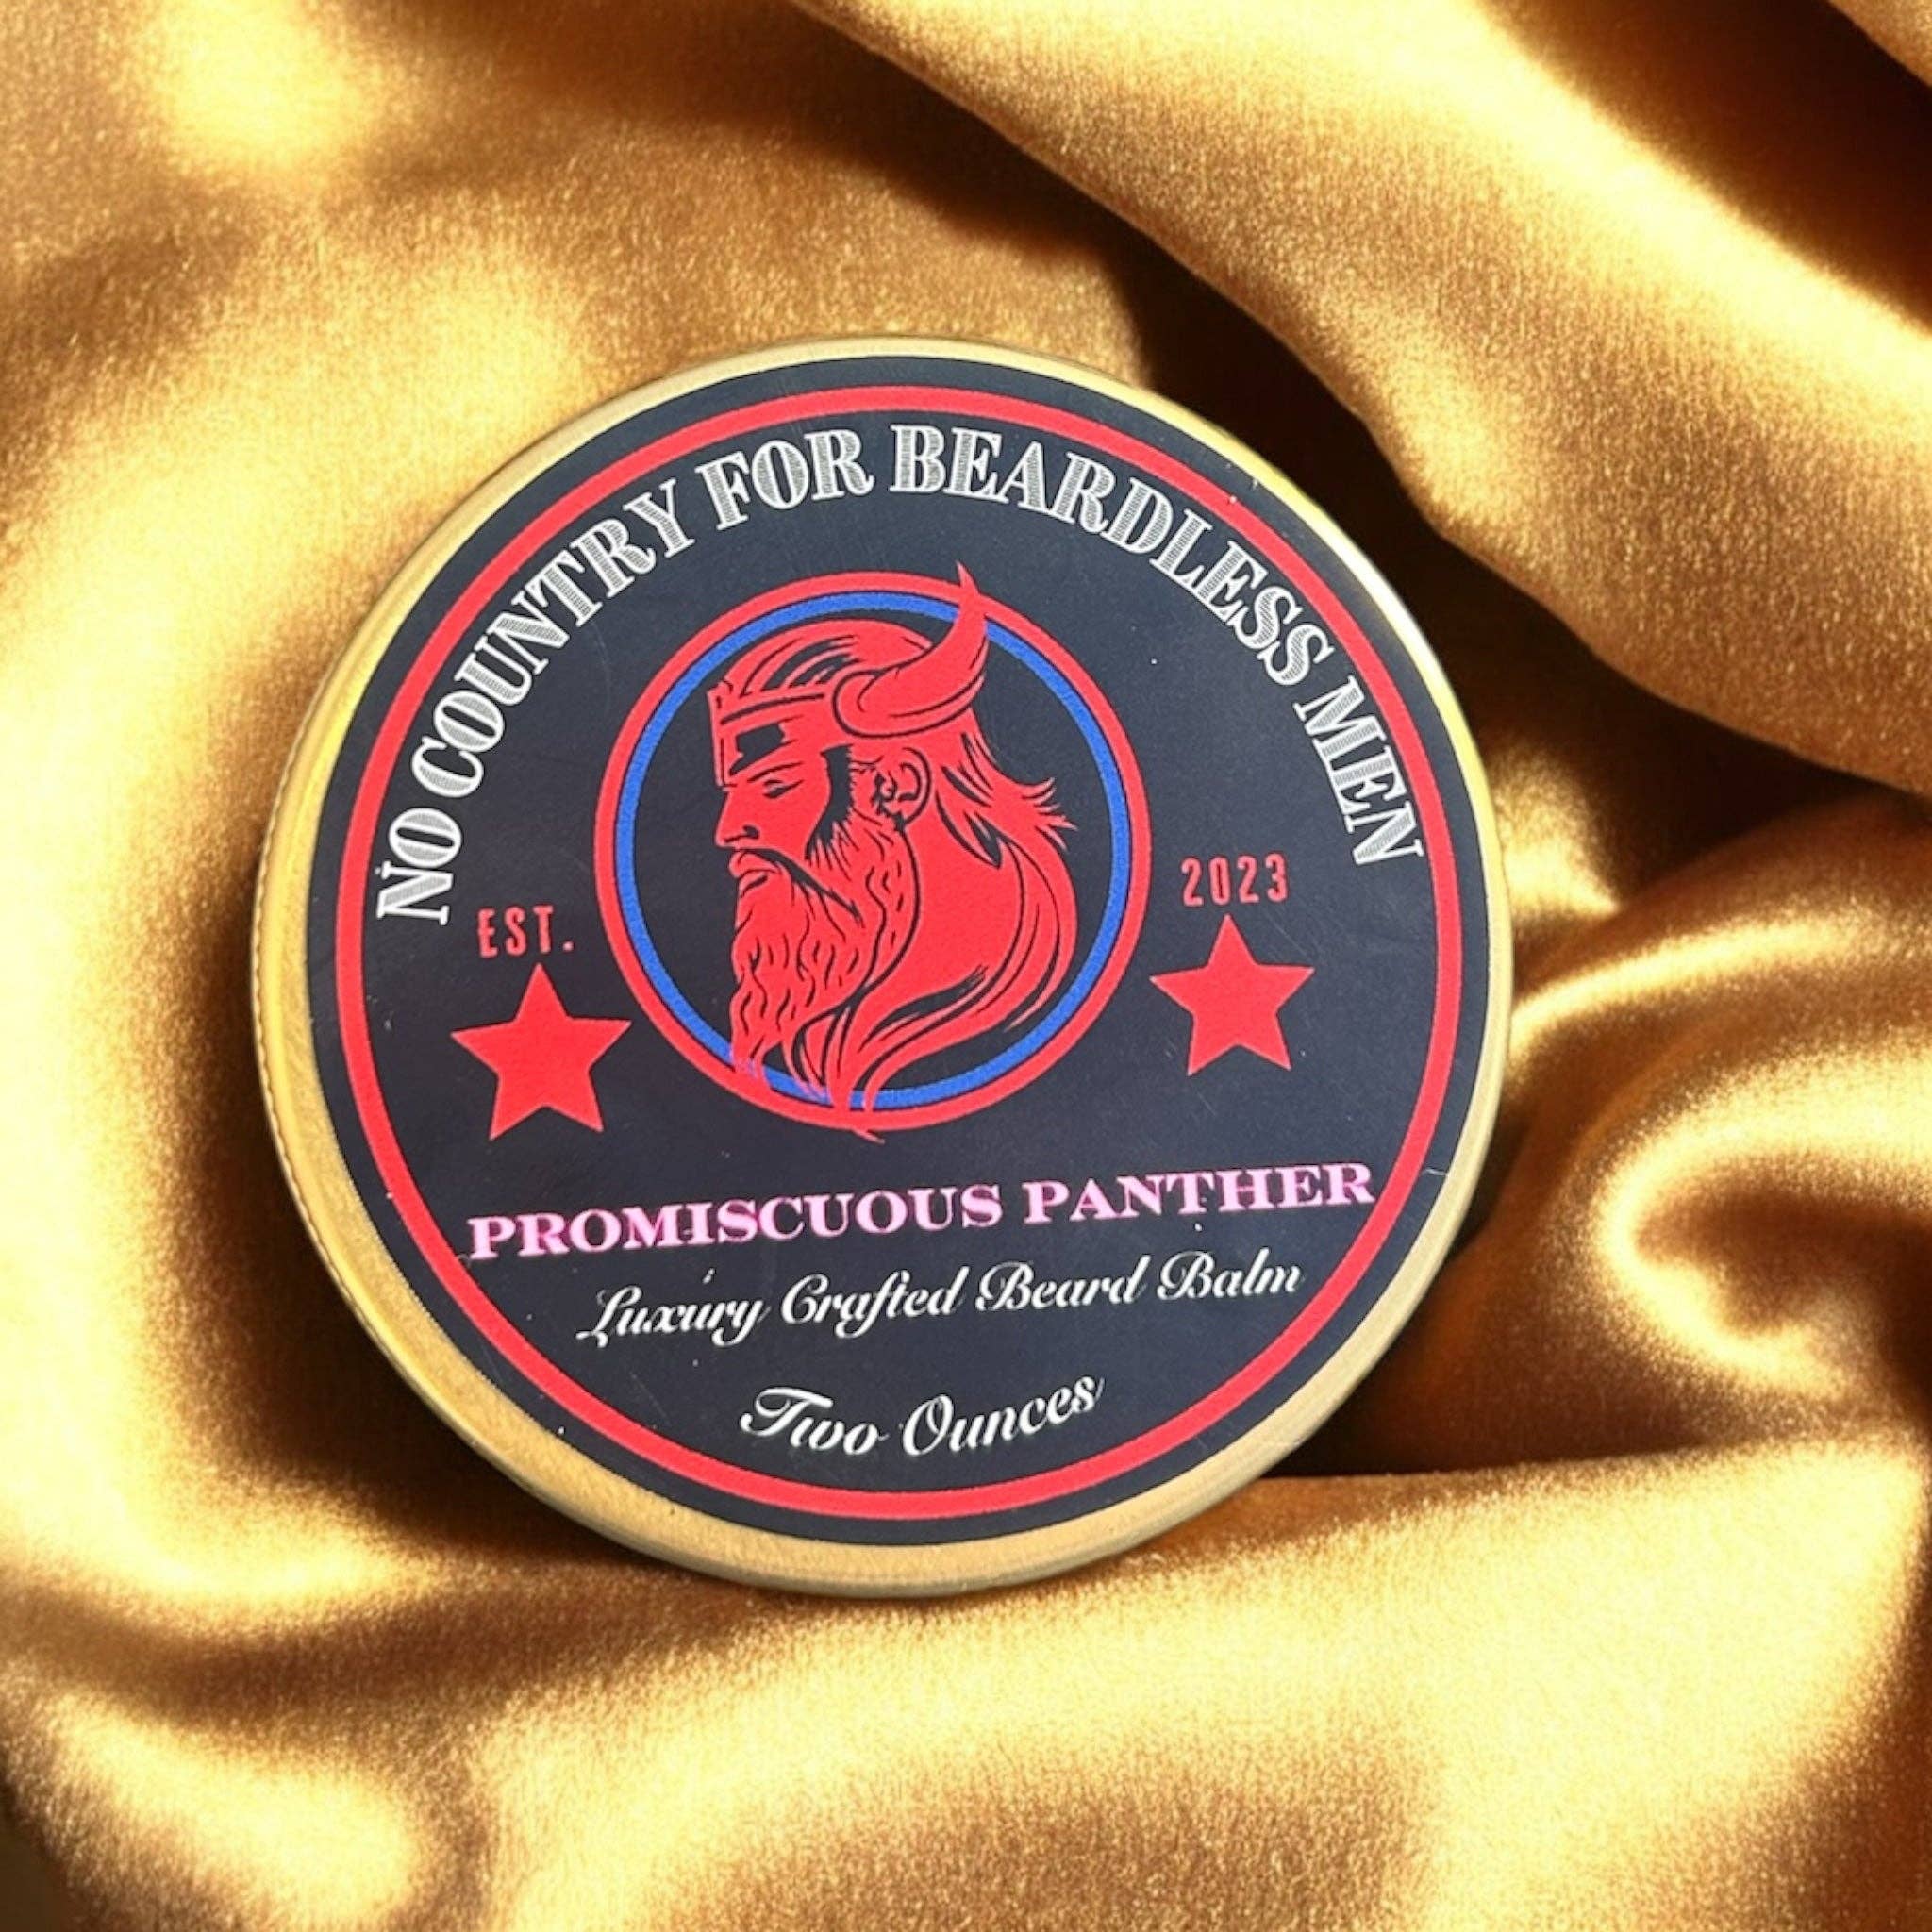 NO COUNTRY FOR BEARDLESS MEN
EST.
2023
PROMISCUOUS PANTHER
Luxury Crafted Beard Balm
Two Ounces